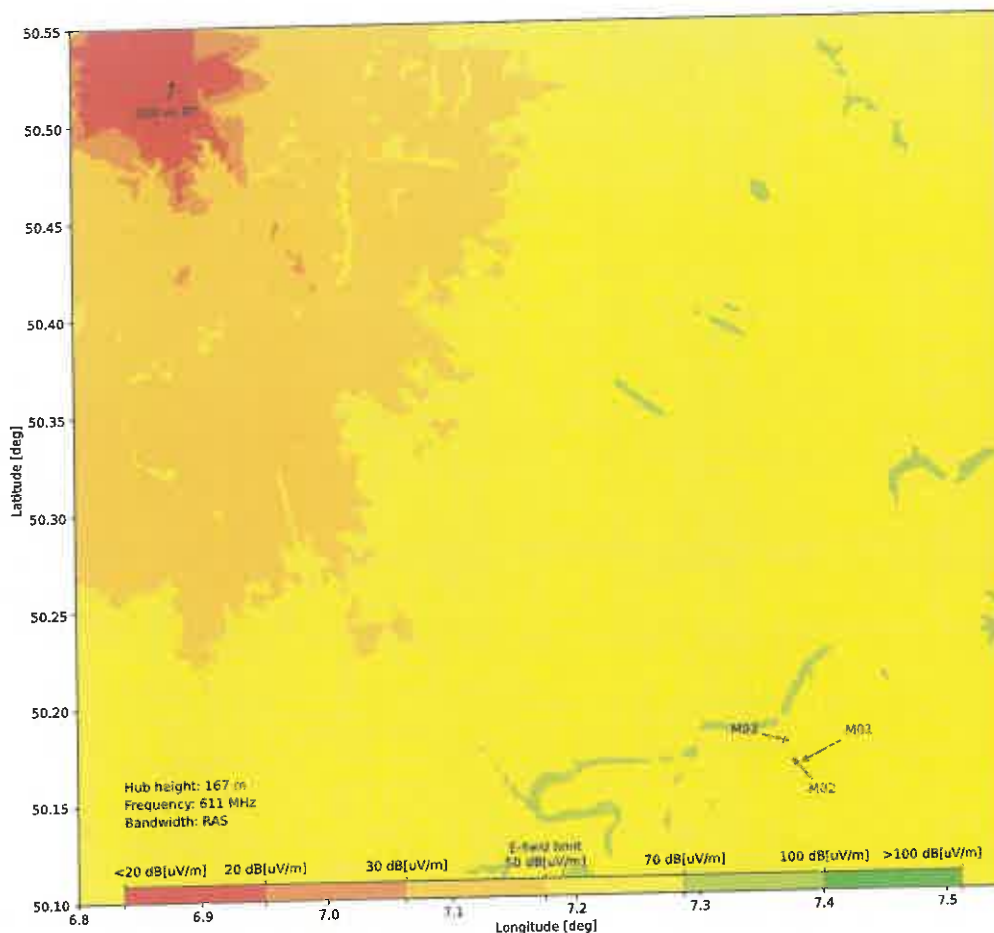 50.55
50.50
50.45
50.40
50.35
50.30
50.25
50.20
50.15
50.10
Latitude [deg]
M03
M02
Hub height: 167 m
Frequency: 611 MHz
Bandwidth: RAS
E-field limit
<20 dB[uV/m] 20 dB[uV/m] 30 dB[uV/m] 50 dB[uV/m] 70 dB[uV/m] 100 dB[uV/m] >100 dB[uV/m]
6.8 6.9 7.0 7.1 7.2 7.3 7.4 7.5
Longitude [deg]